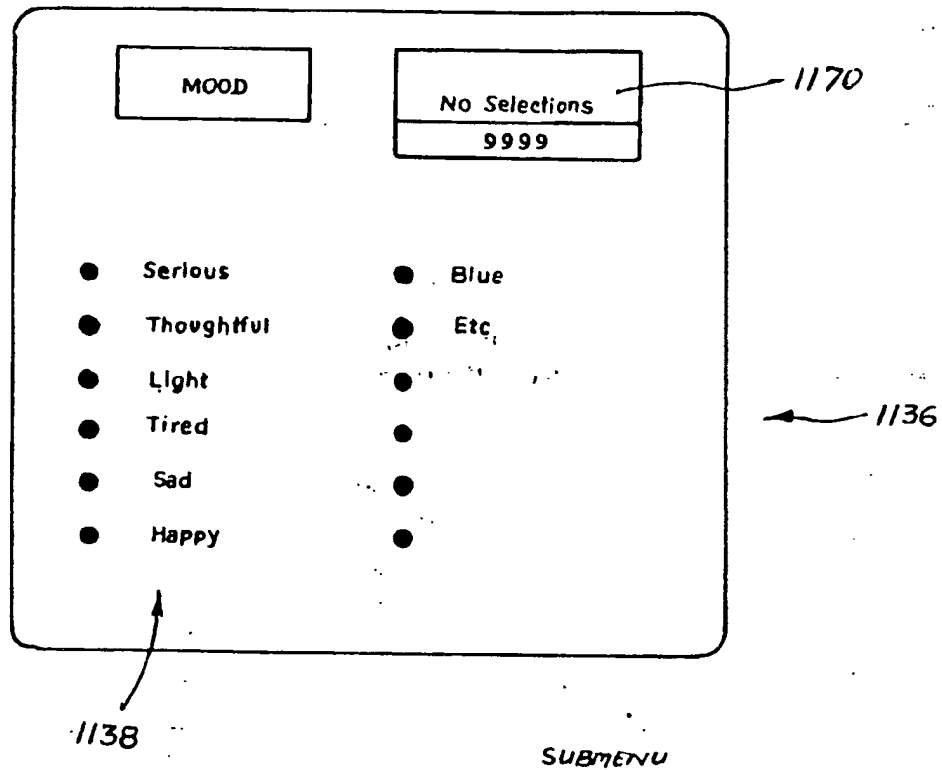 MOOD
No Selections
9999
1170
Serious
Thoughtful
Light
Tired
Sad
Happy
Blue
Etc.
1136
1138
SUBMENU